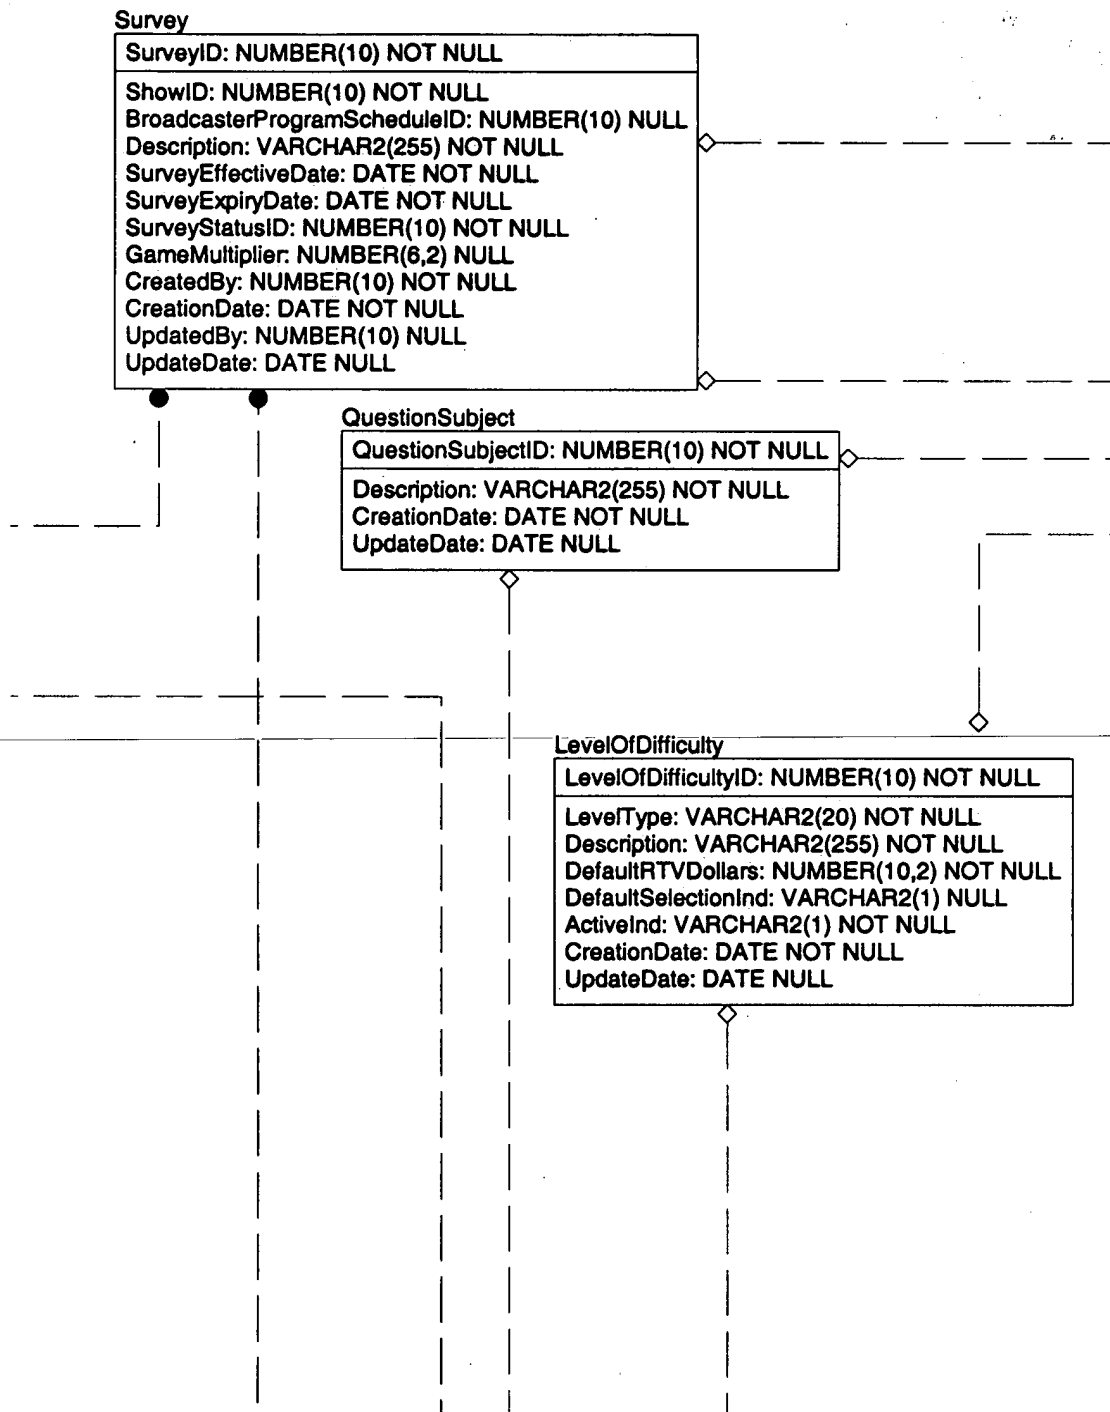 Survey
SurveyID: NUMBER(10) NOT NULL
ShowID: NUMBER(10) NOT NULL
BroadcasterProgramScheduleID: NUMBER(10) NULL
Description: VARCHAR2(255) NOT NULL
SurveyEffectiveDate: DATE NOT NULL
SurveyExpiryDate: DATE NOT NULL
SurveyStatusID: NUMBER(10) NOT NULL
GameMultiplier: NUMBER(6,2) NULL
CreatedBy: NUMBER(10) NOT NULL
CreationDate: DATE NOT NULL
UpdatedBy: NUMBER(10) NULL
UpdateDate: DATE NULL
QuestionSubject
QuestionSubjectID: NUMBER(10) NOT NULL
Description: VARCHAR2(255) NOT NULL
CreationDate: DATE NOT NULL
UpdateDate: DATE NULL
LevelOfDifficulty
LevelOfDifficultyID: NUMBER(10) NOT NULL
LevelType: VARCHAR2(20) NOT NULL
Description: VARCHAR2(255) NOT NULL
DefaultRTVDollars: NUMBER(10,2) NOT NULL
DefaultSelectionInd: VARCHAR2(1) NULL
ActiveInd: VARCHAR2(1) NOT NULL
CreationDate: DATE NOT NULL
UpdateDate: DATE NULL